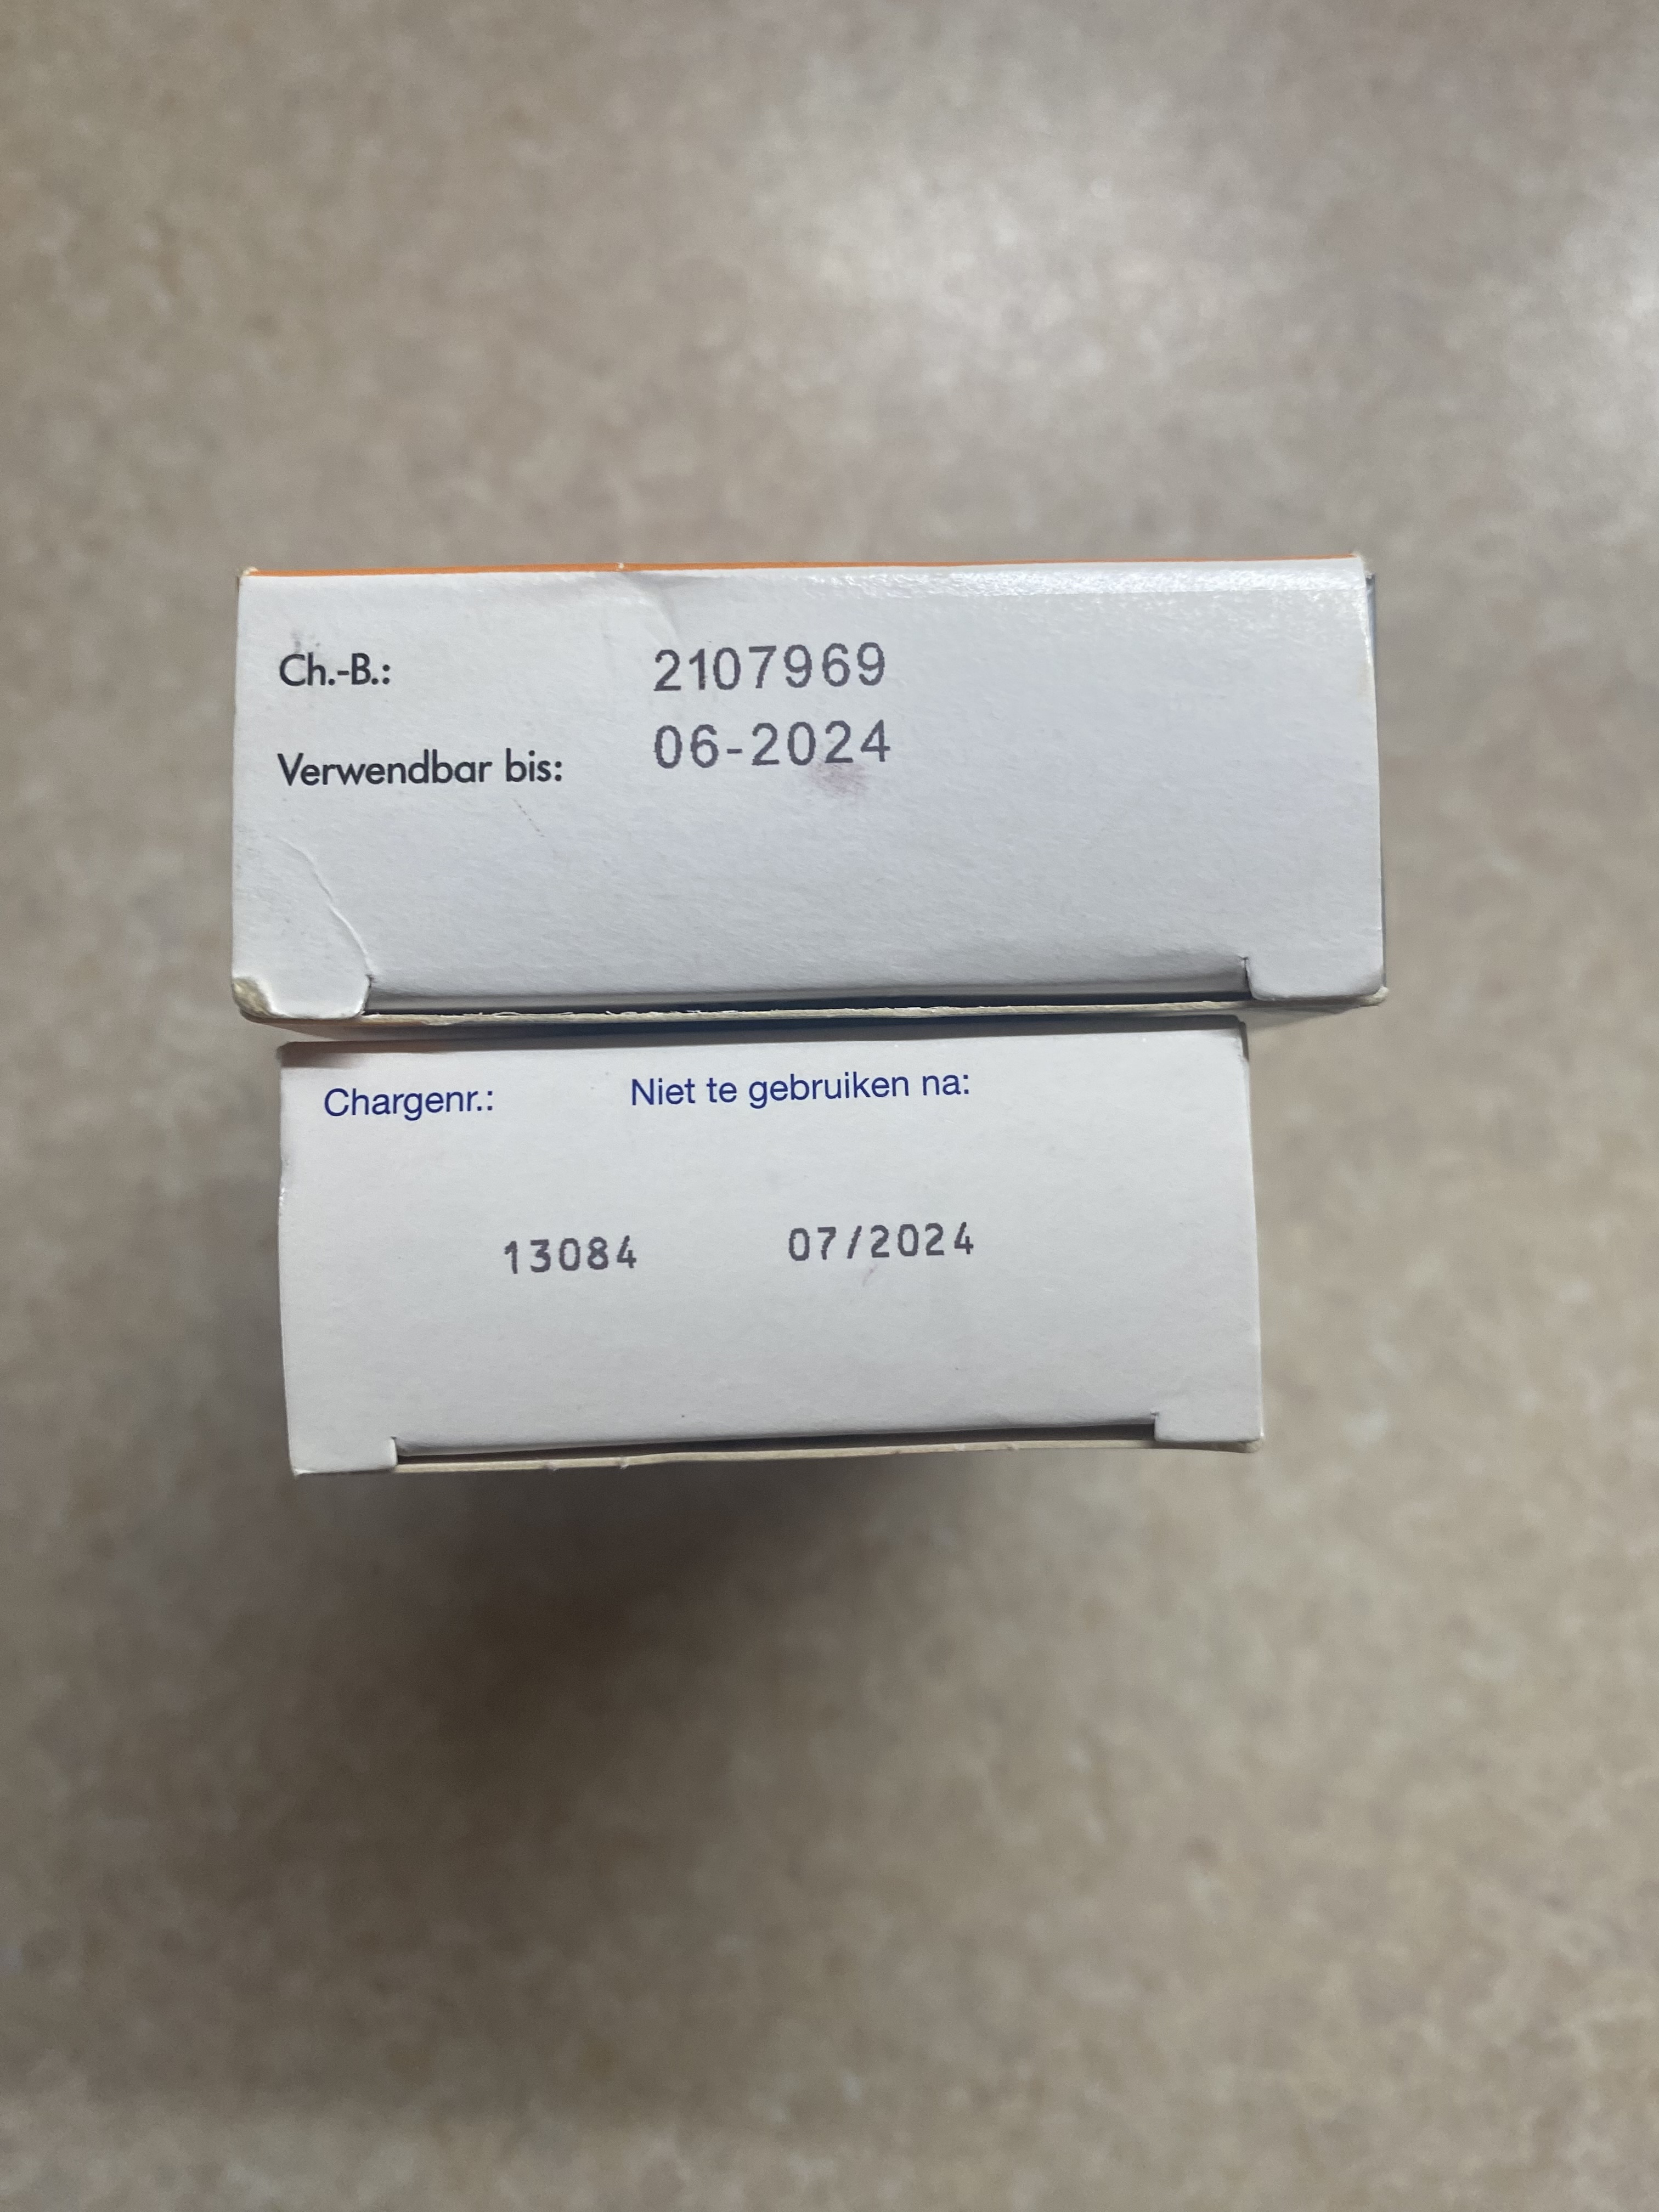 Ch.-B.: 2107969
Verwendbar bis: 06-2024
Chargenr.: Niet te gebruiken na:
13084 07/2024